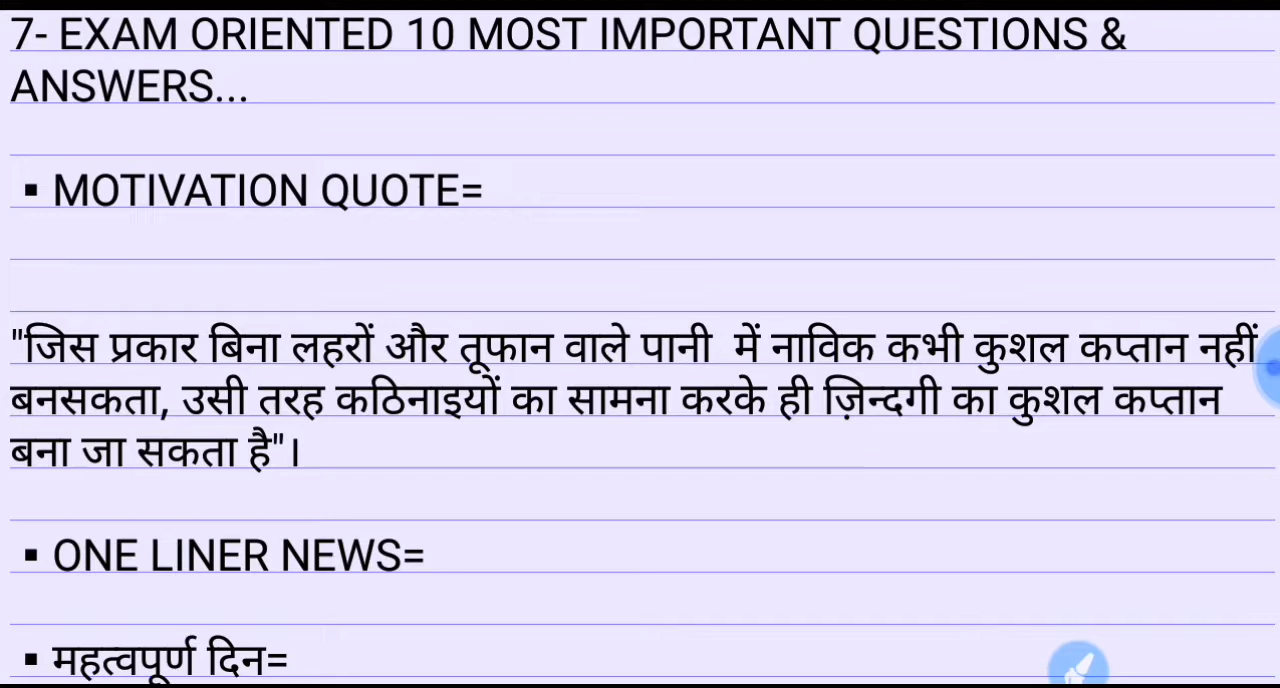 7- EXAM ORIENTED 10 MOST IMPORTANT QUESTIONS &
ANSWERS...
▪ MOTIVATION QUOTE=
"जिस प्रकार बिना लहरों और तूफान वाले पानी  में नाविक कभी कुशल कप्तान नहीं
बनसकता, उसी तरह कठिनाइयों का सामना करके ही ज़िन्दगी का कुशल कप्तान
बना जा सकता है"।
▪ ONE LINER NEWS=
▪ महत्वपूर्ण दिन=